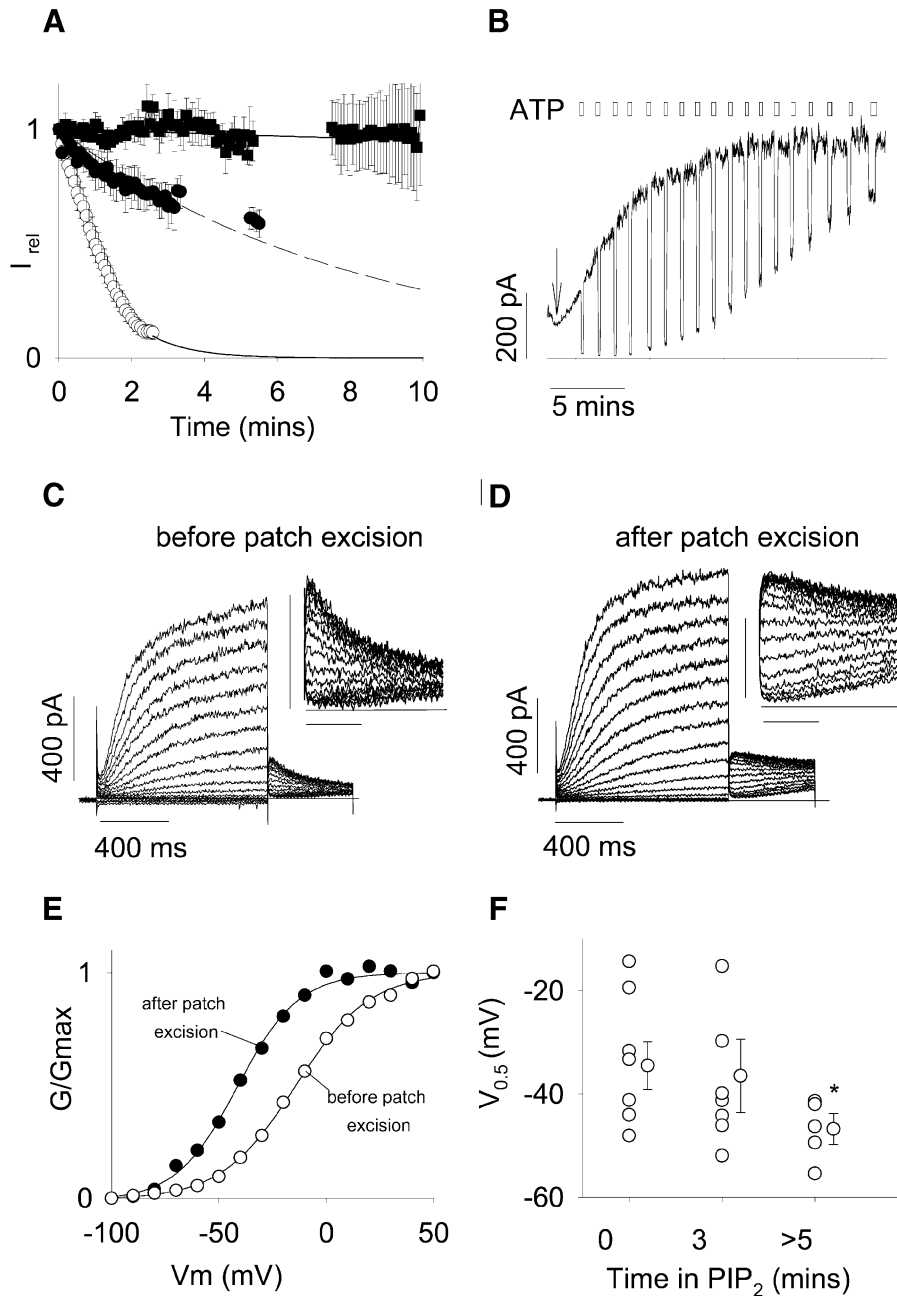 A
1
0
I rel
0 2 4 6 8 10
Time (mins)
B
ATP
200 pA
5 mins
C
before patch excision
400 pA
400 ms
D
after patch excision
400 pA
400 ms
E
1
0
G/Gmax
after patch
excision
before patch
excision
-100 -50 0 50
Vm (mV)
F
-20
-40
-60
V0.5 (mV)
*
0 3 >5
Time in PIP2 (mins)